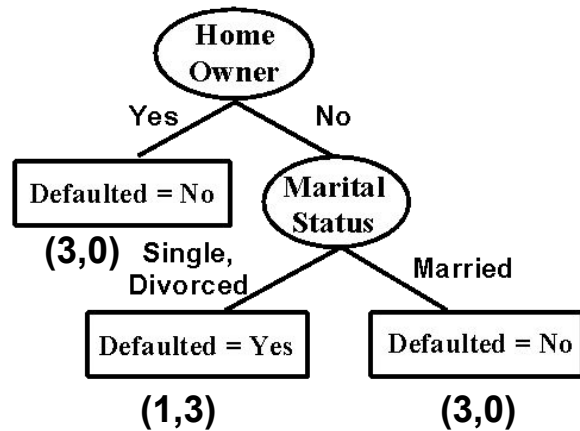 Home
Owner
Yes
No
Defaulted = No
Marital
Status
(3,0)
Single,
Divorced
Married
Defaulted = Yes
Defaulted = No
(1,3)
(3,0)